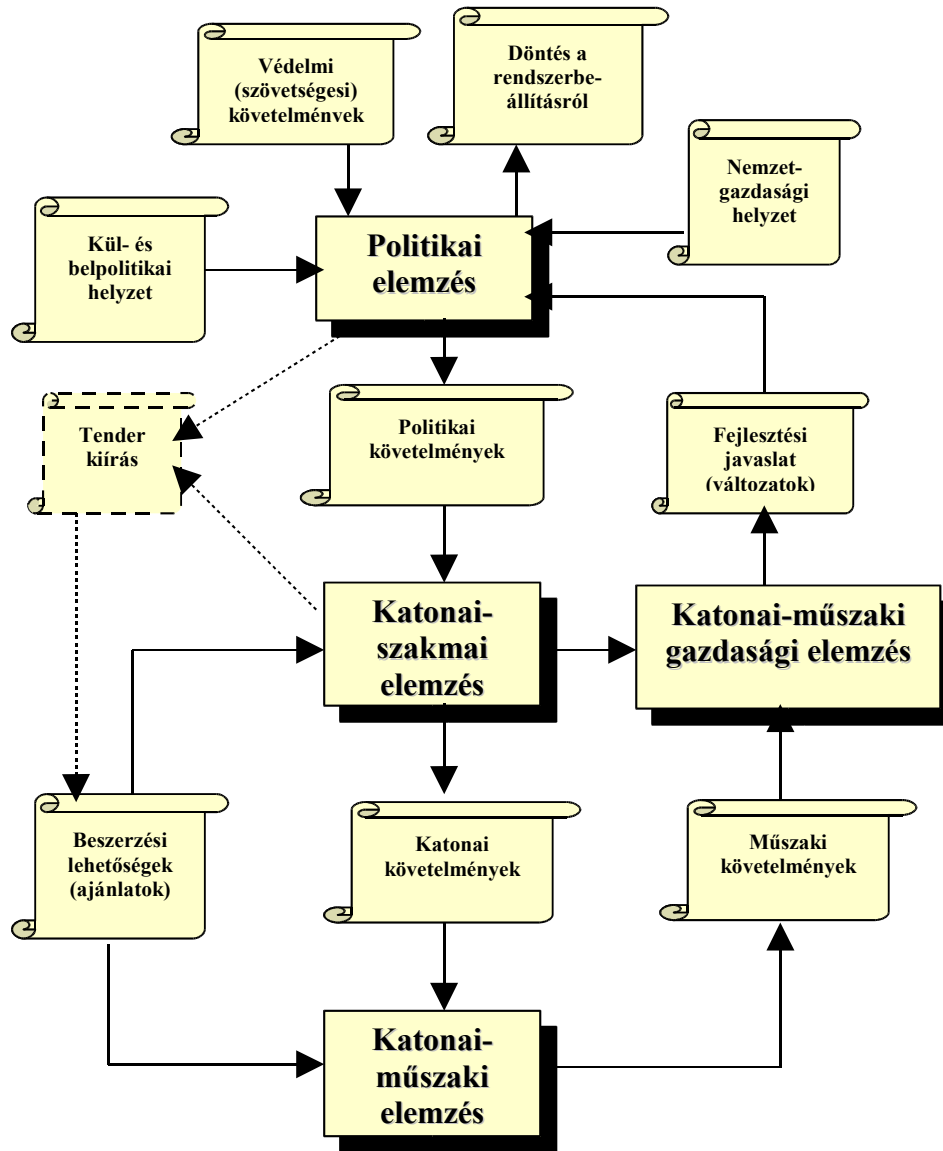 Védelmi
(szövetségesi)
követelménvek
Döntés a
rendszerbe-
állításról
Nemzet-
gazdasági
helyzet
Kül- és
belpolitikai
helyzet
Politikai
elemzés
Tender
kiírás
Politikai
követelmények
Fejlesztési
javaslat
(változatok)
Katonai-
szakmai
elemzés
Katonai-műszaki
gazdasági elemzés
Beszerzési
lehetőségek
(ajánlatok)
Katonai
követelmények
Műszaki
követelmények
Katonai-
műszaki
elemzés